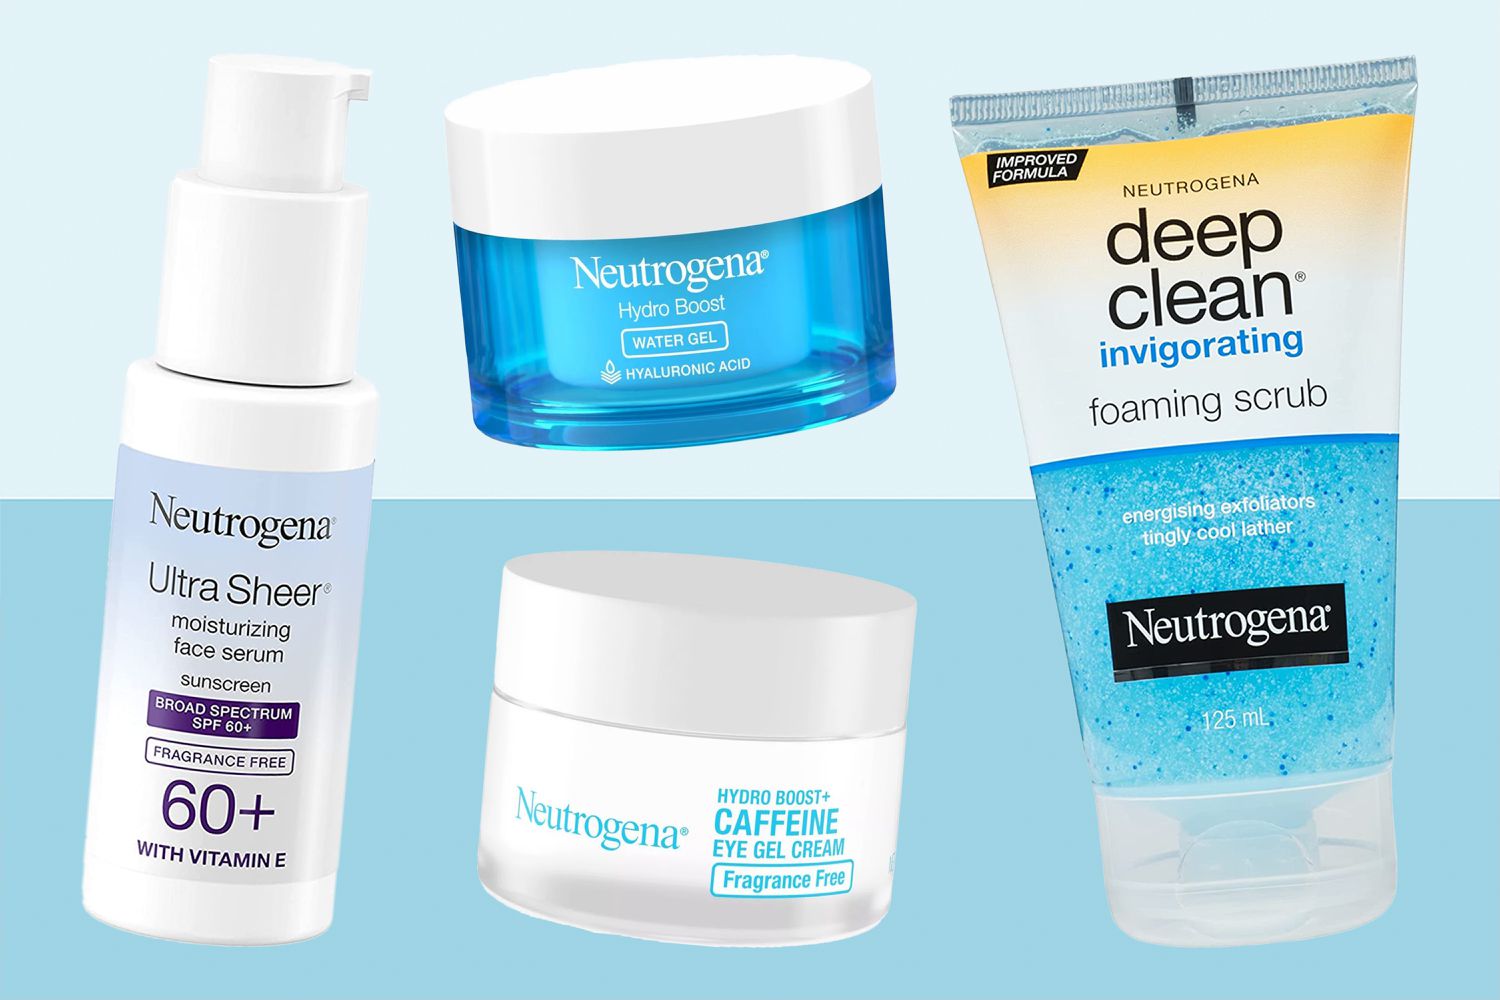 Neutrogena®
Ultra Sheer®
moisturizing
face serum
sunscreen
BROAD SPECTRUM
SPF 60+
FRAGRANCE FREE
60+
WITH VITAMIN E
Neutrogena®
Hydro Boost
WATER GEL
HYALURONIC ACID
Neutrogena®
HYDRO BOOST+
CAFFEINE
EYE GEL CREAM
Fragrance Free
IMPROVED
FORMULA
NEUTROGENA
deep
clean®
invigorating
foaming scrub
energising exfoliators
tingly cool lather
Neutrogena®
125 mL